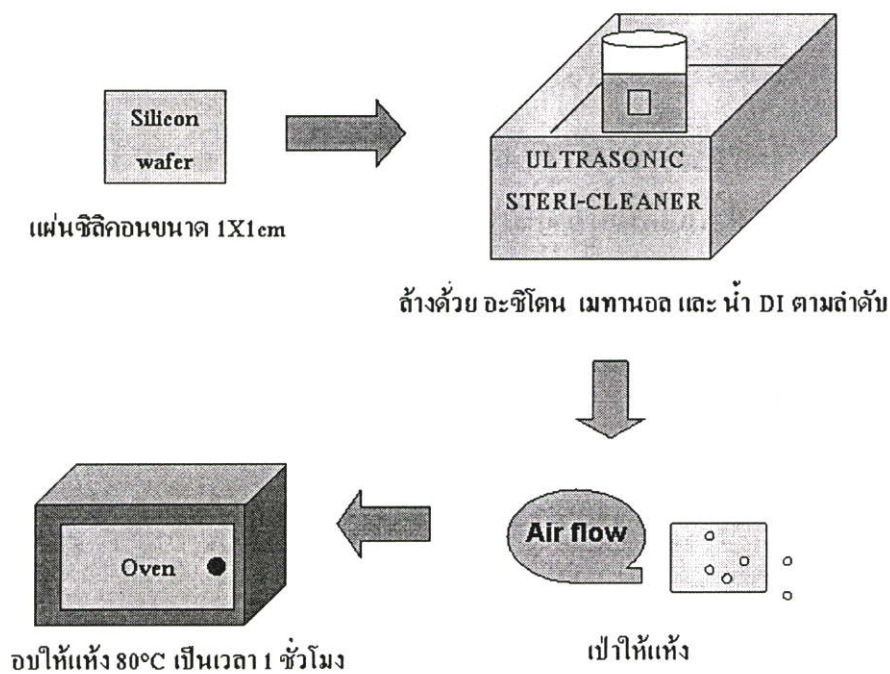 Silicon
wafer
แผ่นซิลิคอนขนาด 1X1cm
ULTRASONIC
STERI-CLEANER
ล้างด้วย อะซิโตน เมทานอล และ น้ำ DI ตามลำดับ
Air flow
เป่าให้แห้ง
Oven
อบให้แห้ง 80°C เป็นเวลา 1 ชั่วโมง